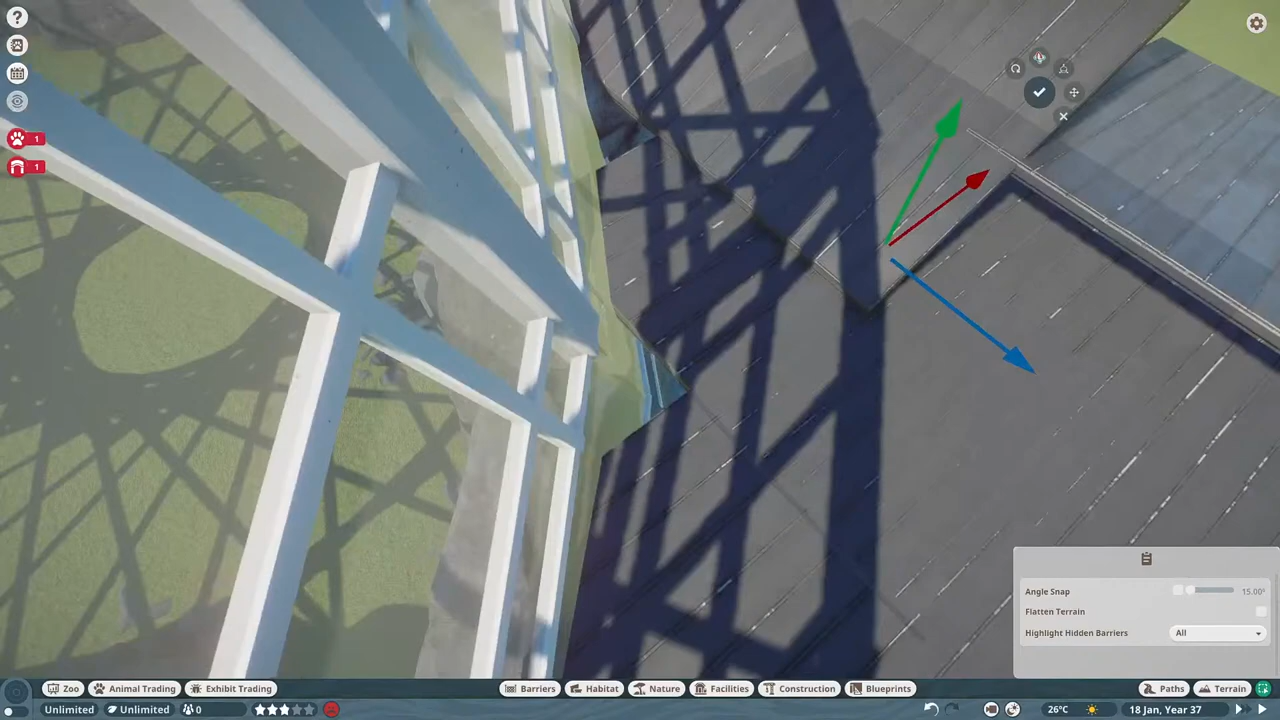 ?
1
1
Angle Snap 15.00°
Flatten Terrain
Highlight Hidden Barriers All
Zoo Animal Trading Exhibit Trading Barriers Habitat Nature Facilities Construction Blueprints Paths Terrain
Unlimited Unlimited 0 26°C 18 Jan, Year 37